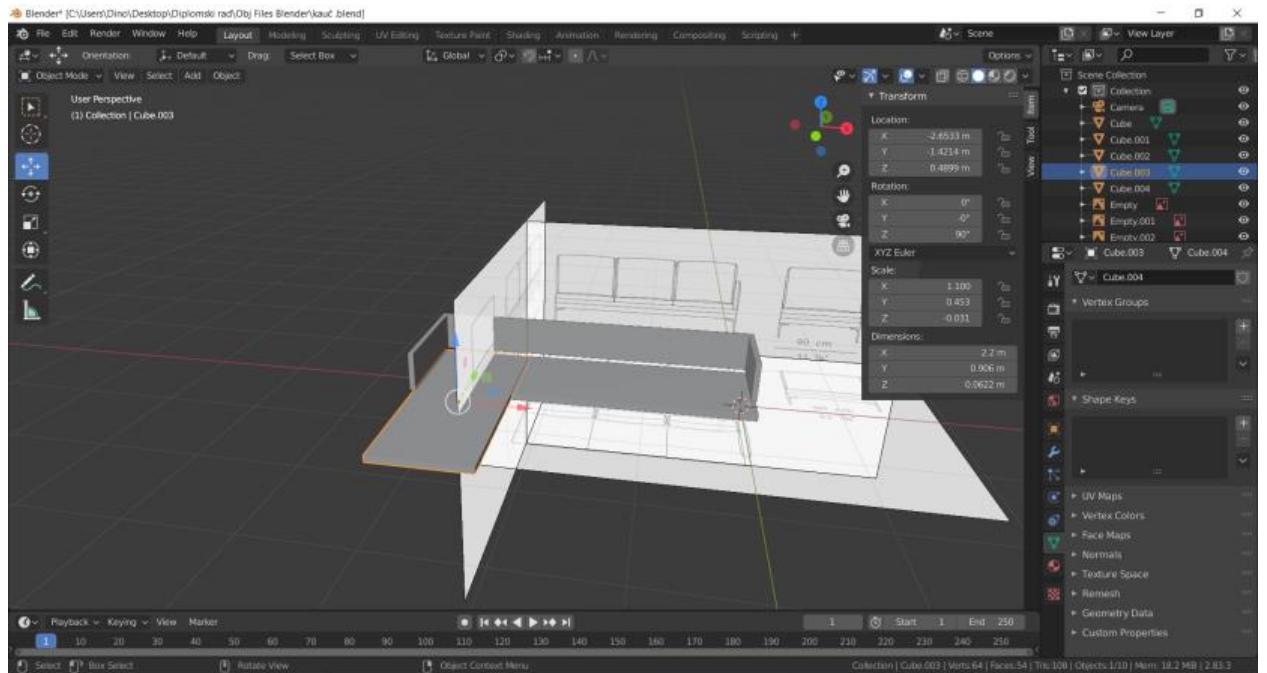 Blender* [C:\Users\Dino\Desktop\Diplomski rad\Obj Files Blender\kauč .blend]
File Edit Render Window Help Layout Modeling Sculpting UV Editing Texture Paint Shading Animation Rendering Compositing Scripting + Scene View Layer
Orientation: Default Drag: Select Box Global Options
Object Mode View Select Add Object
User Perspective
(1) Collection | Cube.003
Transform
Location:
X -2.6533 m
Y -1.4214 m
Z 0.4899 m
Rotation:
X 0°
Y -0°
Z 90°
XYZ Euler
Scale:
X 1.100
Y 0.453
Z -0.031
Dimensions:
X 2.2 m
Y 0.906 m
Z 0.0622 m
Item
Tool
View
X
90 cm
Scene Collection
Collection
Camera
Cube
Cube.001
Cube.002
Cube.003
Cube.004
Empty
Empty.001
Empty.002
Cube.003 Cube.004
Cube.004
Vertex Groups
Shape Keys
UV Maps
Vertex Colors
Face Maps
Normals
Texture Space
Remesh
Geometry Data
Custom Properties
Playback Keying View Marker 1 Start 1 End 250
1 10 20 30 40 50 60 70 80 90 100 110 120 130 140 150 160 170 180 190 200 210 220 230 240 250
Select Box Select Rotate View Object Context Menu Collection | Cube.003 | Verts:64 | Faces:54 | Tris:108 | Objects:1/10 | Mem: 18.2 MiB | 2.83.3